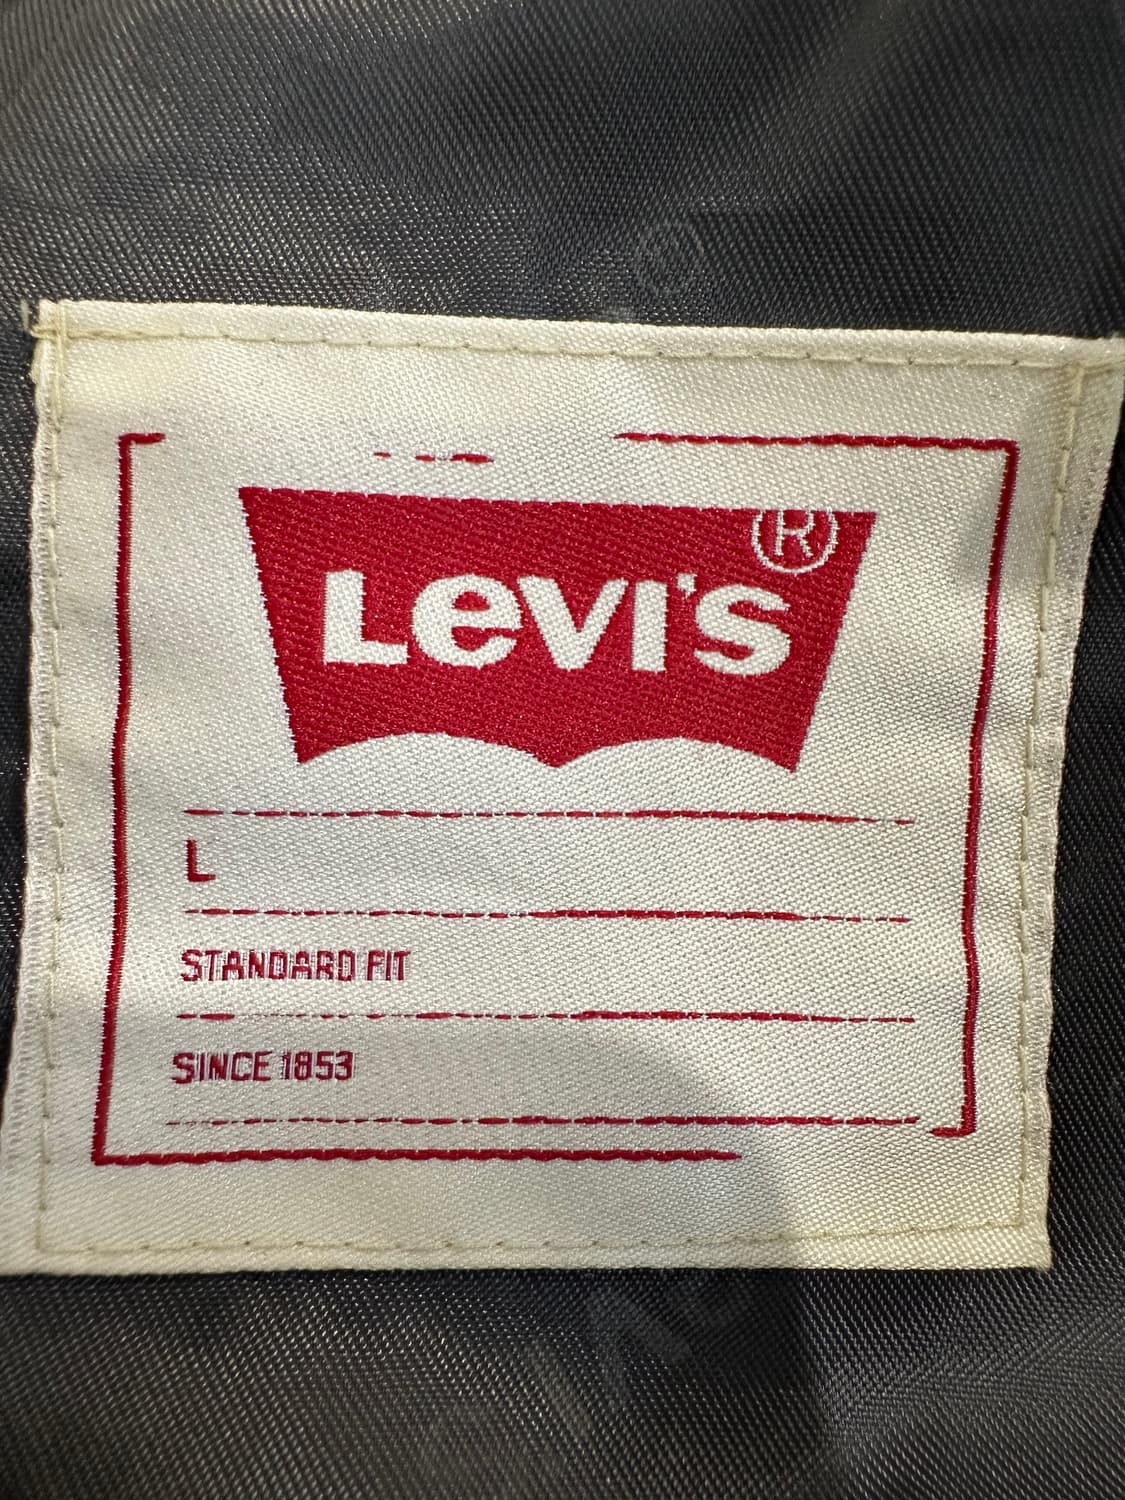 LEVI'S ®
L
STANDARD FIT
SINCE 1853